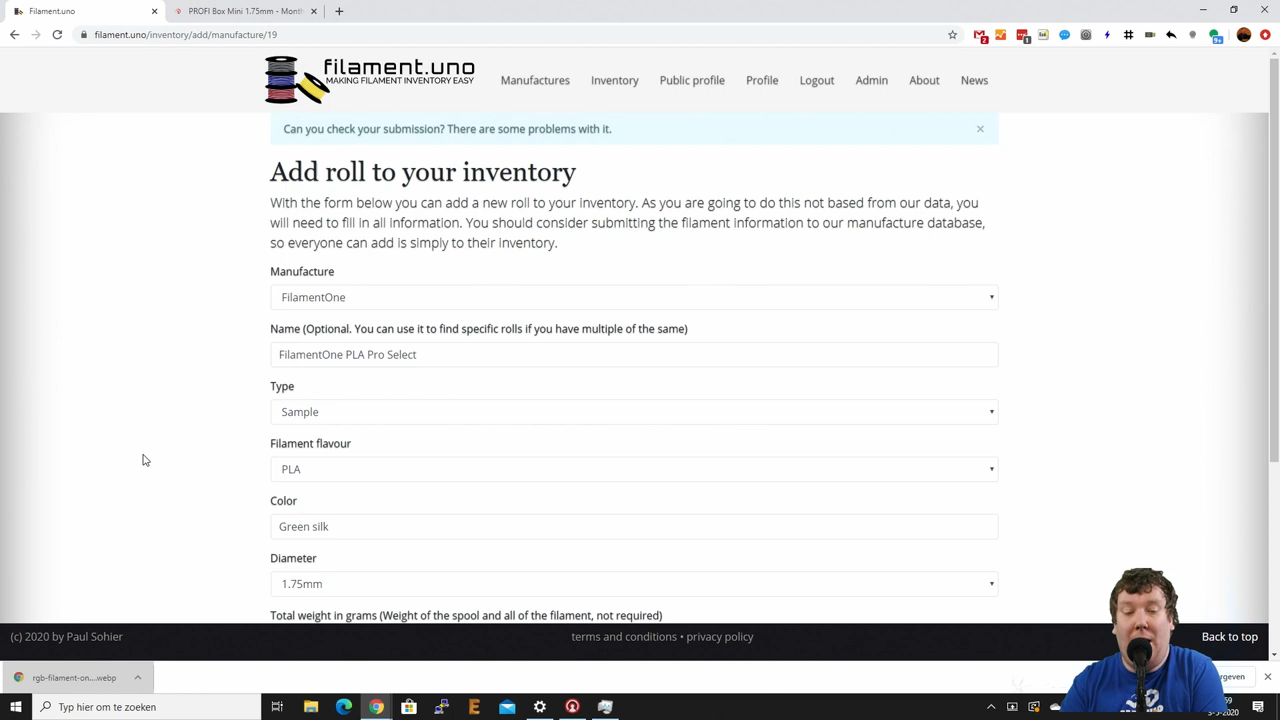 Filament.uno
PROFI Box Mini 1.75mm - Month
filament.uno/inventory/add/manufacture/19
filament.uno
MAKING FILAMENT INVENTORY EASY
Manufactures Inventory Public profile Profile Logout Admin About News
Can you check your submission? There are some problems with it.
Add roll to your inventory
With the form below you can add a new roll to your inventory. As you are going to do this not based from our data, you
will need to fill in all information. You should consider submitting the filament information to our manufacture database,
so everyone can add is simply to their inventory.
Manufacture
FilamentOne
Name (Optional. You can use it to find specific rolls if you have multiple of the same)
FilamentOne PLA Pro Select
Type
Sample
Filament flavour
PLA
Color
Green silk
Diameter
1.75mm
Total weight in grams (Weight of the spool and all of the filament, not required)
(c) 2020 by Paul Sohier
terms and conditions • privacy policy
Back to top
rgb-filament-on....webp
ergeven
Typ hier om te zoeken
59
3-5-2020